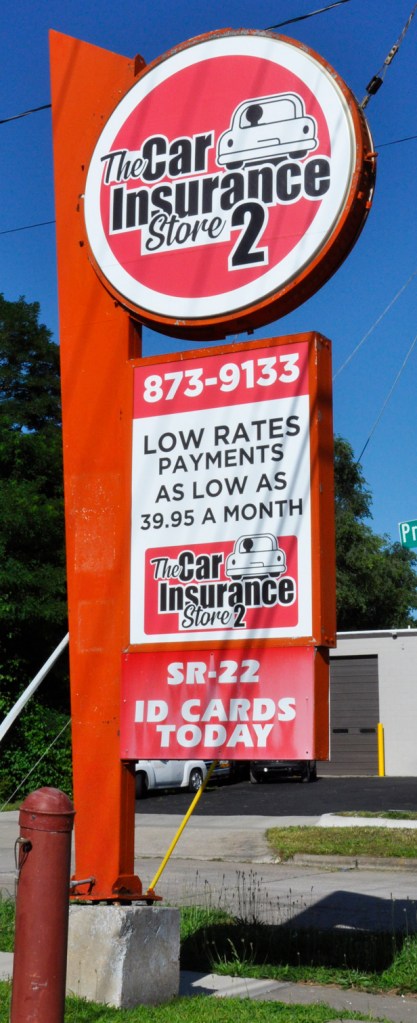 The Car
Insurance
Store 2
873-9133
LOW RATES
PAYMENTS
AS LOW AS
39.95 A MONTH
The Car
Insurance
Store 2
SR-22
ID CARDS
TODAY